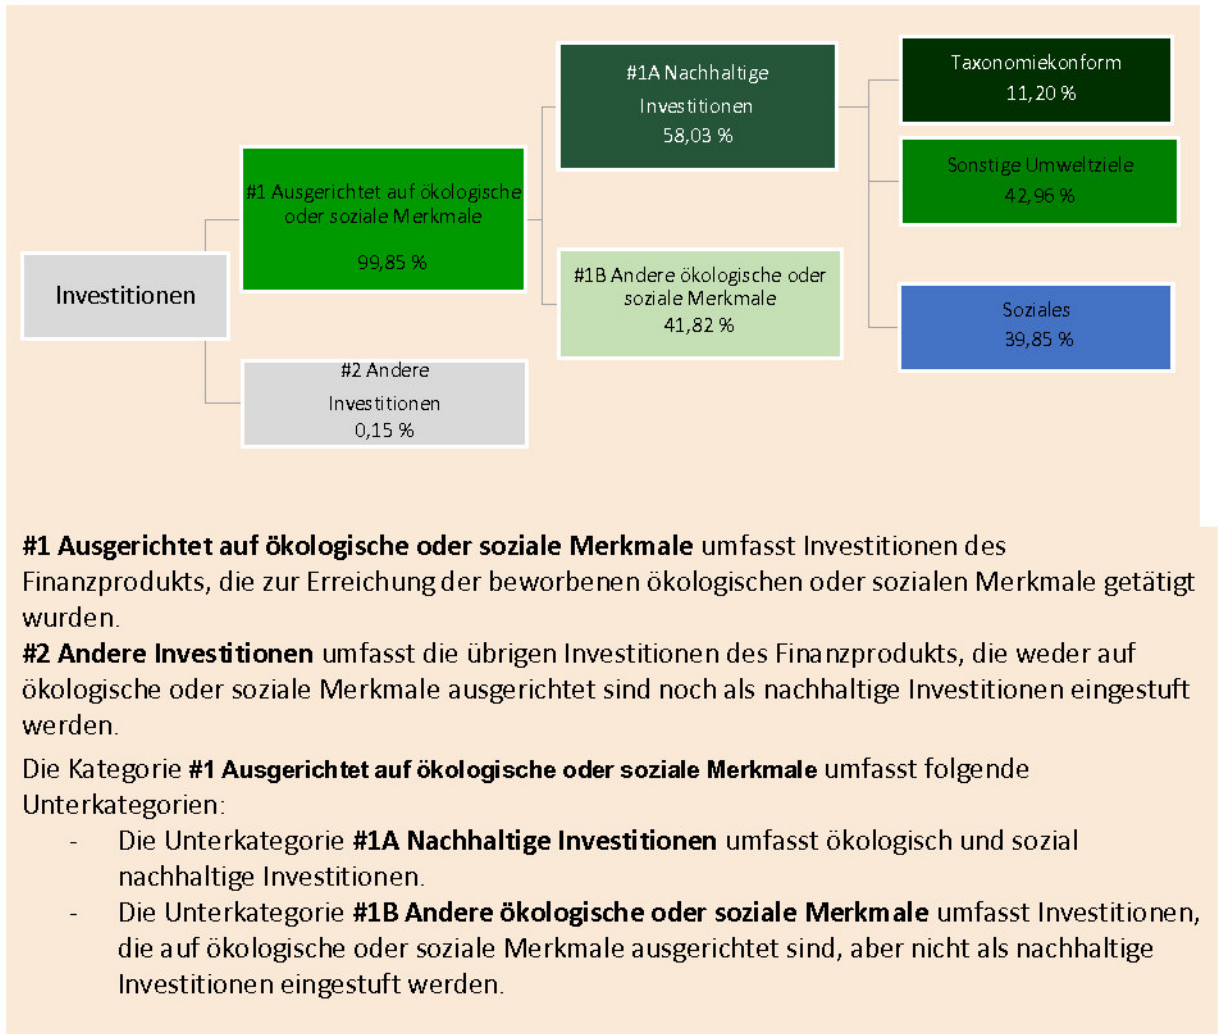 Investitionen
#1 Ausgerichtet auf ökologische
oder soziale Merkmale
99,85 %
#2 Andere
Investitionen
0,15 %
#1A Nachhaltige
Investitionen
58,03 %
#1B Andere ökologische oder
soziale Merkmale
41,82 %
Taxonomiekonform
11,20 %
Sonstige Umweltziele
42,96 %
Soziales
39,85 %
#1 Ausgerichtet auf ökologische oder soziale Merkmale umfasst Investitionen des
Finanzprodukts, die zur Erreichung der beworbenen ökologischen oder sozialen Merkmale getätigt
wurden.
#2 Andere Investitionen umfasst die übrigen Investitionen des Finanzprodukts, die weder auf
ökologische oder soziale Merkmale ausgerichtet sind noch als nachhaltige Investitionen eingestuft
werden.
Die Kategorie #1 Ausgerichtet auf ökologische oder soziale Merkmale umfasst folgende
Unterkategorien:
- Die Unterkategorie #1A Nachhaltige Investitionen umfasst ökologisch und sozial
nachhaltige Investitionen.
- Die Unterkategorie #1B Andere ökologische oder soziale Merkmale umfasst Investitionen,
die auf ökologische oder soziale Merkmale ausgerichtet sind, aber nicht als nachhaltige
Investitionen eingestuft werden.